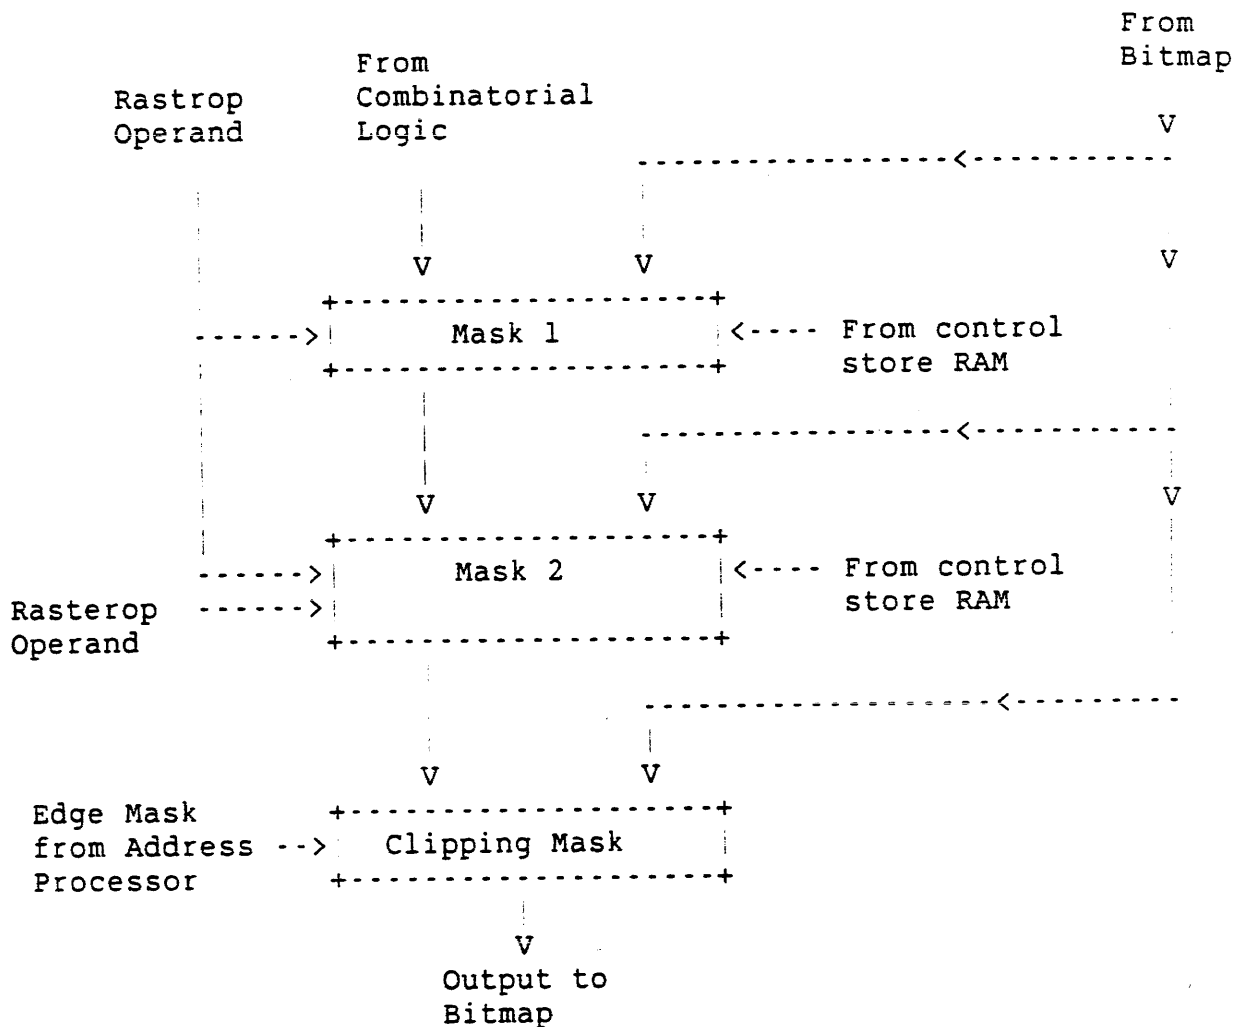 From
Bitmap
From
Combinatorial
Logic
Rastrop
Operand
V
V
V
V
Mask 1
From control
store RAM
V
V
V
Mask 2
From control
store RAM
Rasterop
Operand
V
V
Edge Mask
from Address
Processor
Clipping Mask
V
Output to
Bitmap